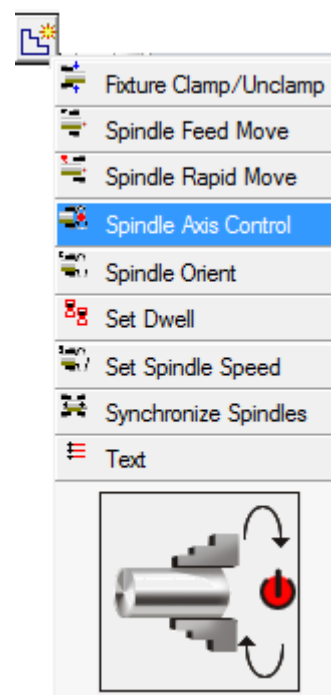 Fixture Clamp/Unclamp
Spindle Feed Move
Spindle Rapid Move
Spindle Axis Control
Spindle Orient
Set Dwell
Set Spindle Speed
Synchronize Spindles
Text